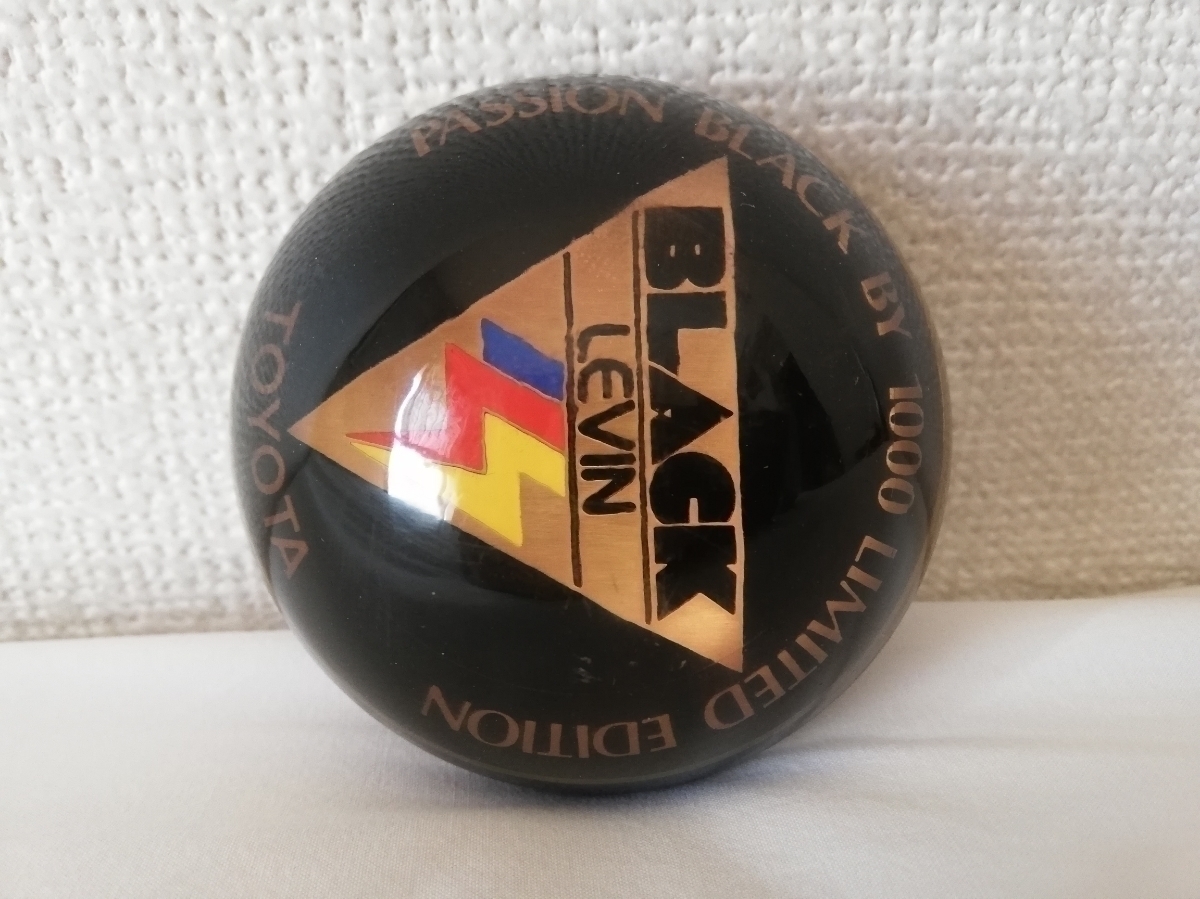 PASSION BLACK BY 1000 LIMITED EDITION
BLACK
LEVIN
TOYOTA